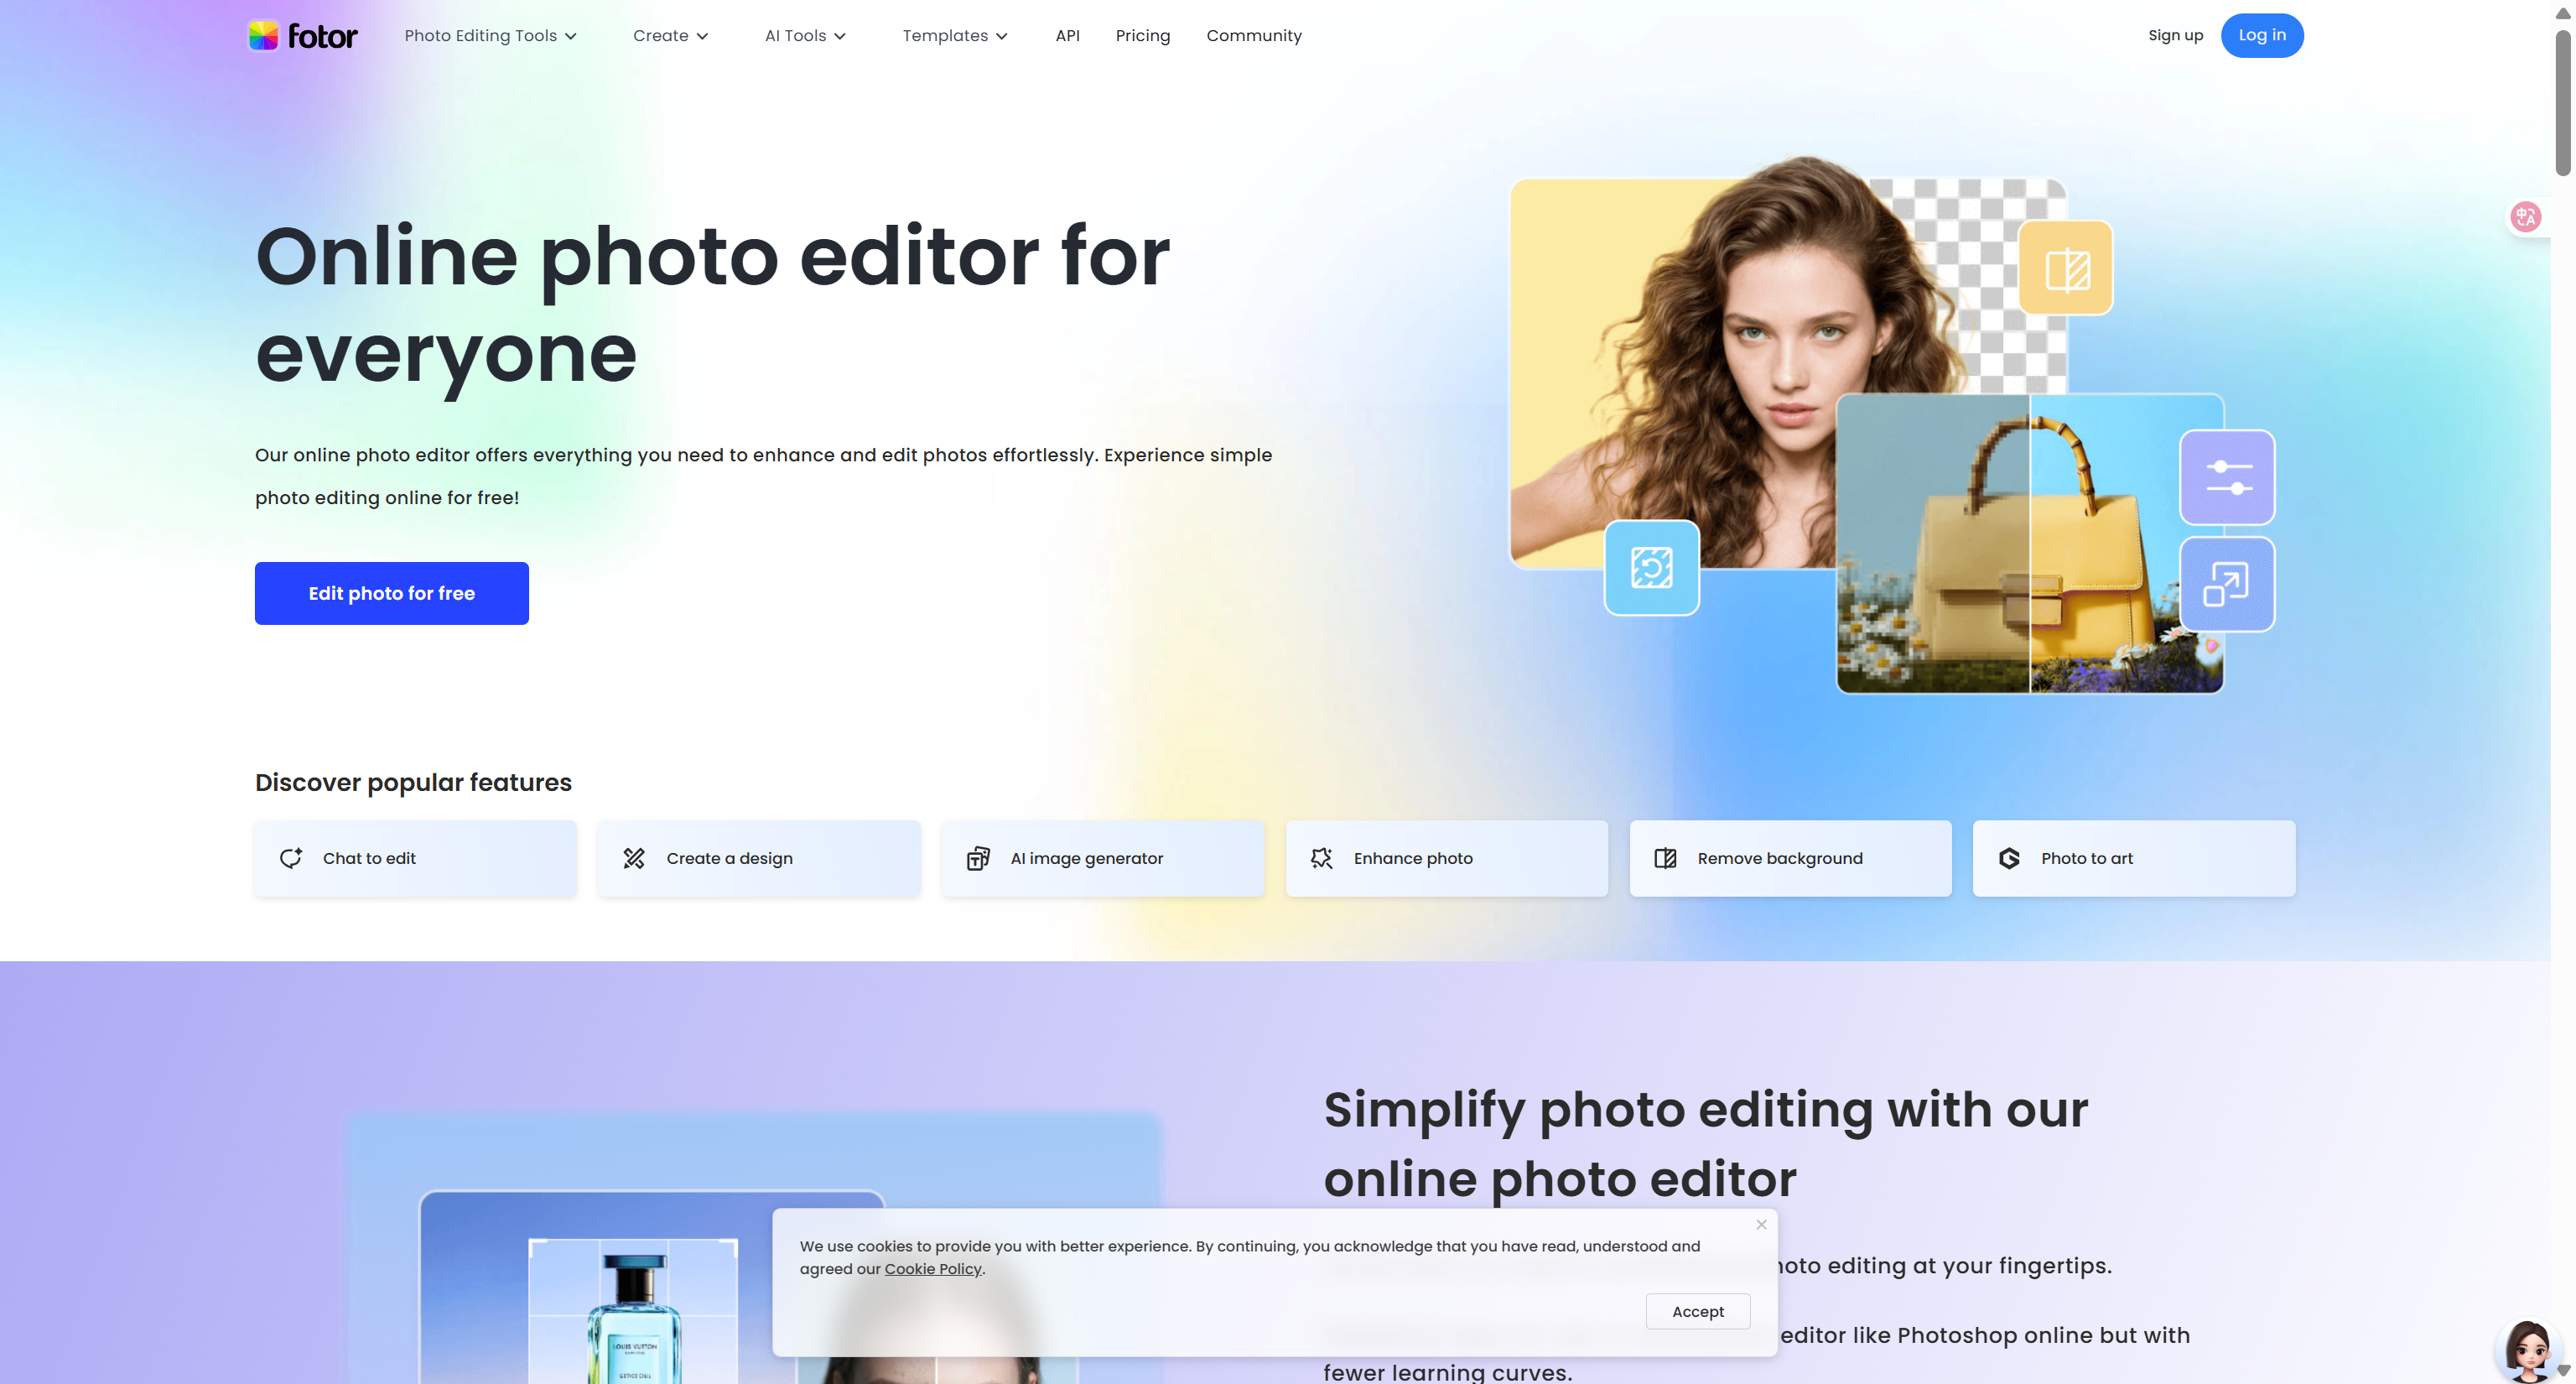 fotor
Photo Editing Tools
Create
AI Tools
Templates
API
Pricing
Community
Sign up
Log in
Online photo editor for
everyone
Our online photo editor offers everything you need to enhance and edit photos effortlessly. Experience simple
photo editing online for free!
Edit photo for free
Discover popular features
Chat to edit
Create a design
AI image generator
Enhance photo
Remove background
Photo to art
Simplify photo editing with our
online photo editor
hoto editing at your fingertips.
editor like Photoshop online but with
fewer learning curves.
LOUIS VUITTON
We use cookies to provide you with better experience. By continuing, you acknowledge that you have read, understood and
agreed our Cookie Policy.
Accept